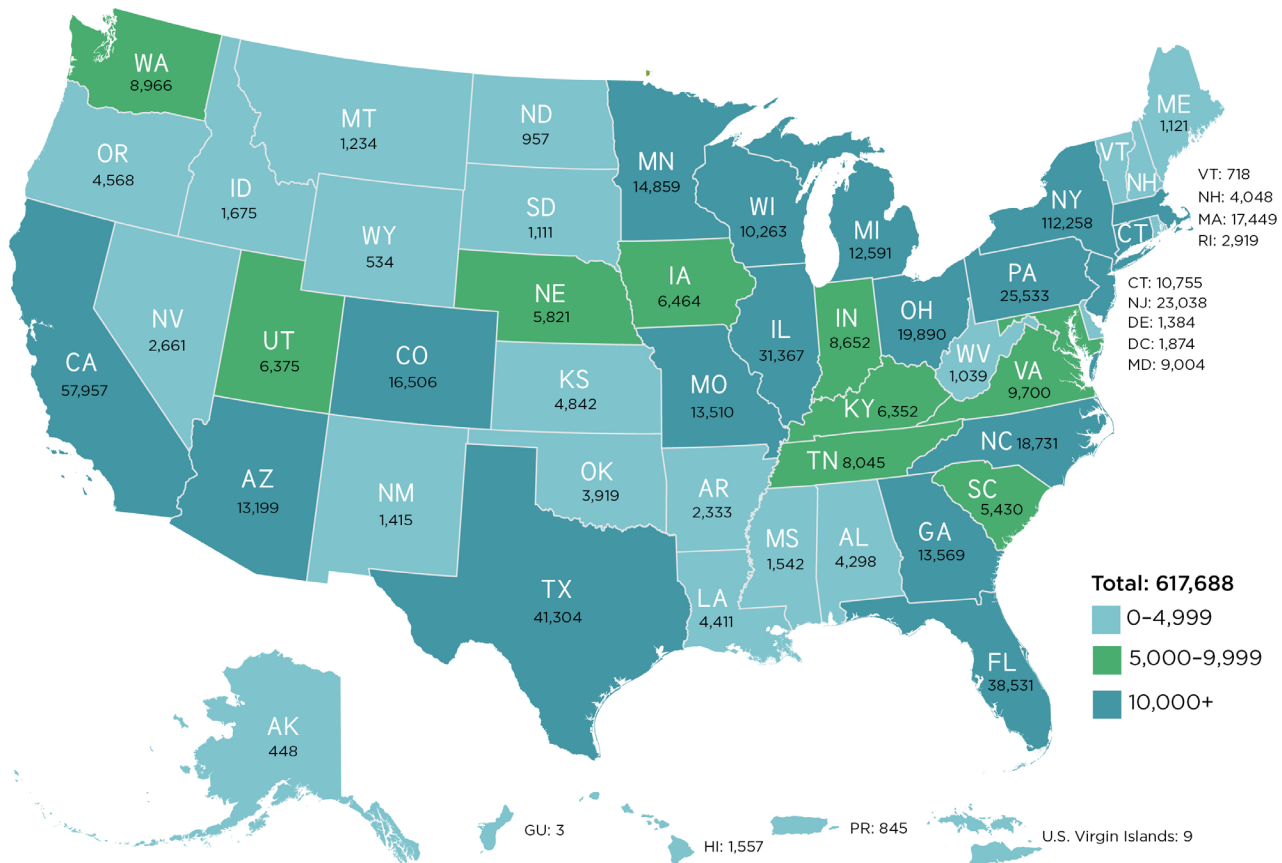 WA
8,966
OR
4,568
CA
57,957
NV
2,661
ID
1,675
MT
1,234
WY
534
UT
6,375
AZ
13,199
CO
16,506
NM
1,415
ND
957
SD
1,111
NE
5,821
KS
4,842
OK
3,919
TX
41,304
MN
14,859
IA
6,464
MO
13,510
AR
2,333
LA
4,411
WI
10,263
IL
31,367
MI
12,591
IN
8,652
OH
19,890
KY 6,352
TN 8,045
MS
1,542
AL
4,298
GA
13,569
FL
38,531
SC
5,430
NC 18,731
VA
9,700
WV
1,039
PA
25,533
NY
112,258
VT
NH
ME
1,121
CT
VT: 718
NH: 4,048
MA: 17,449
RI: 2,919
CT: 10,755
NJ: 23,038
DE: 1,384
DC: 1,874
MD: 9,004
Total: 617,688
0–4,999
5,000–9,999
10,000+
AK
448
GU: 3
HI: 1,557
PR: 845
U.S. Virgin Islands: 9